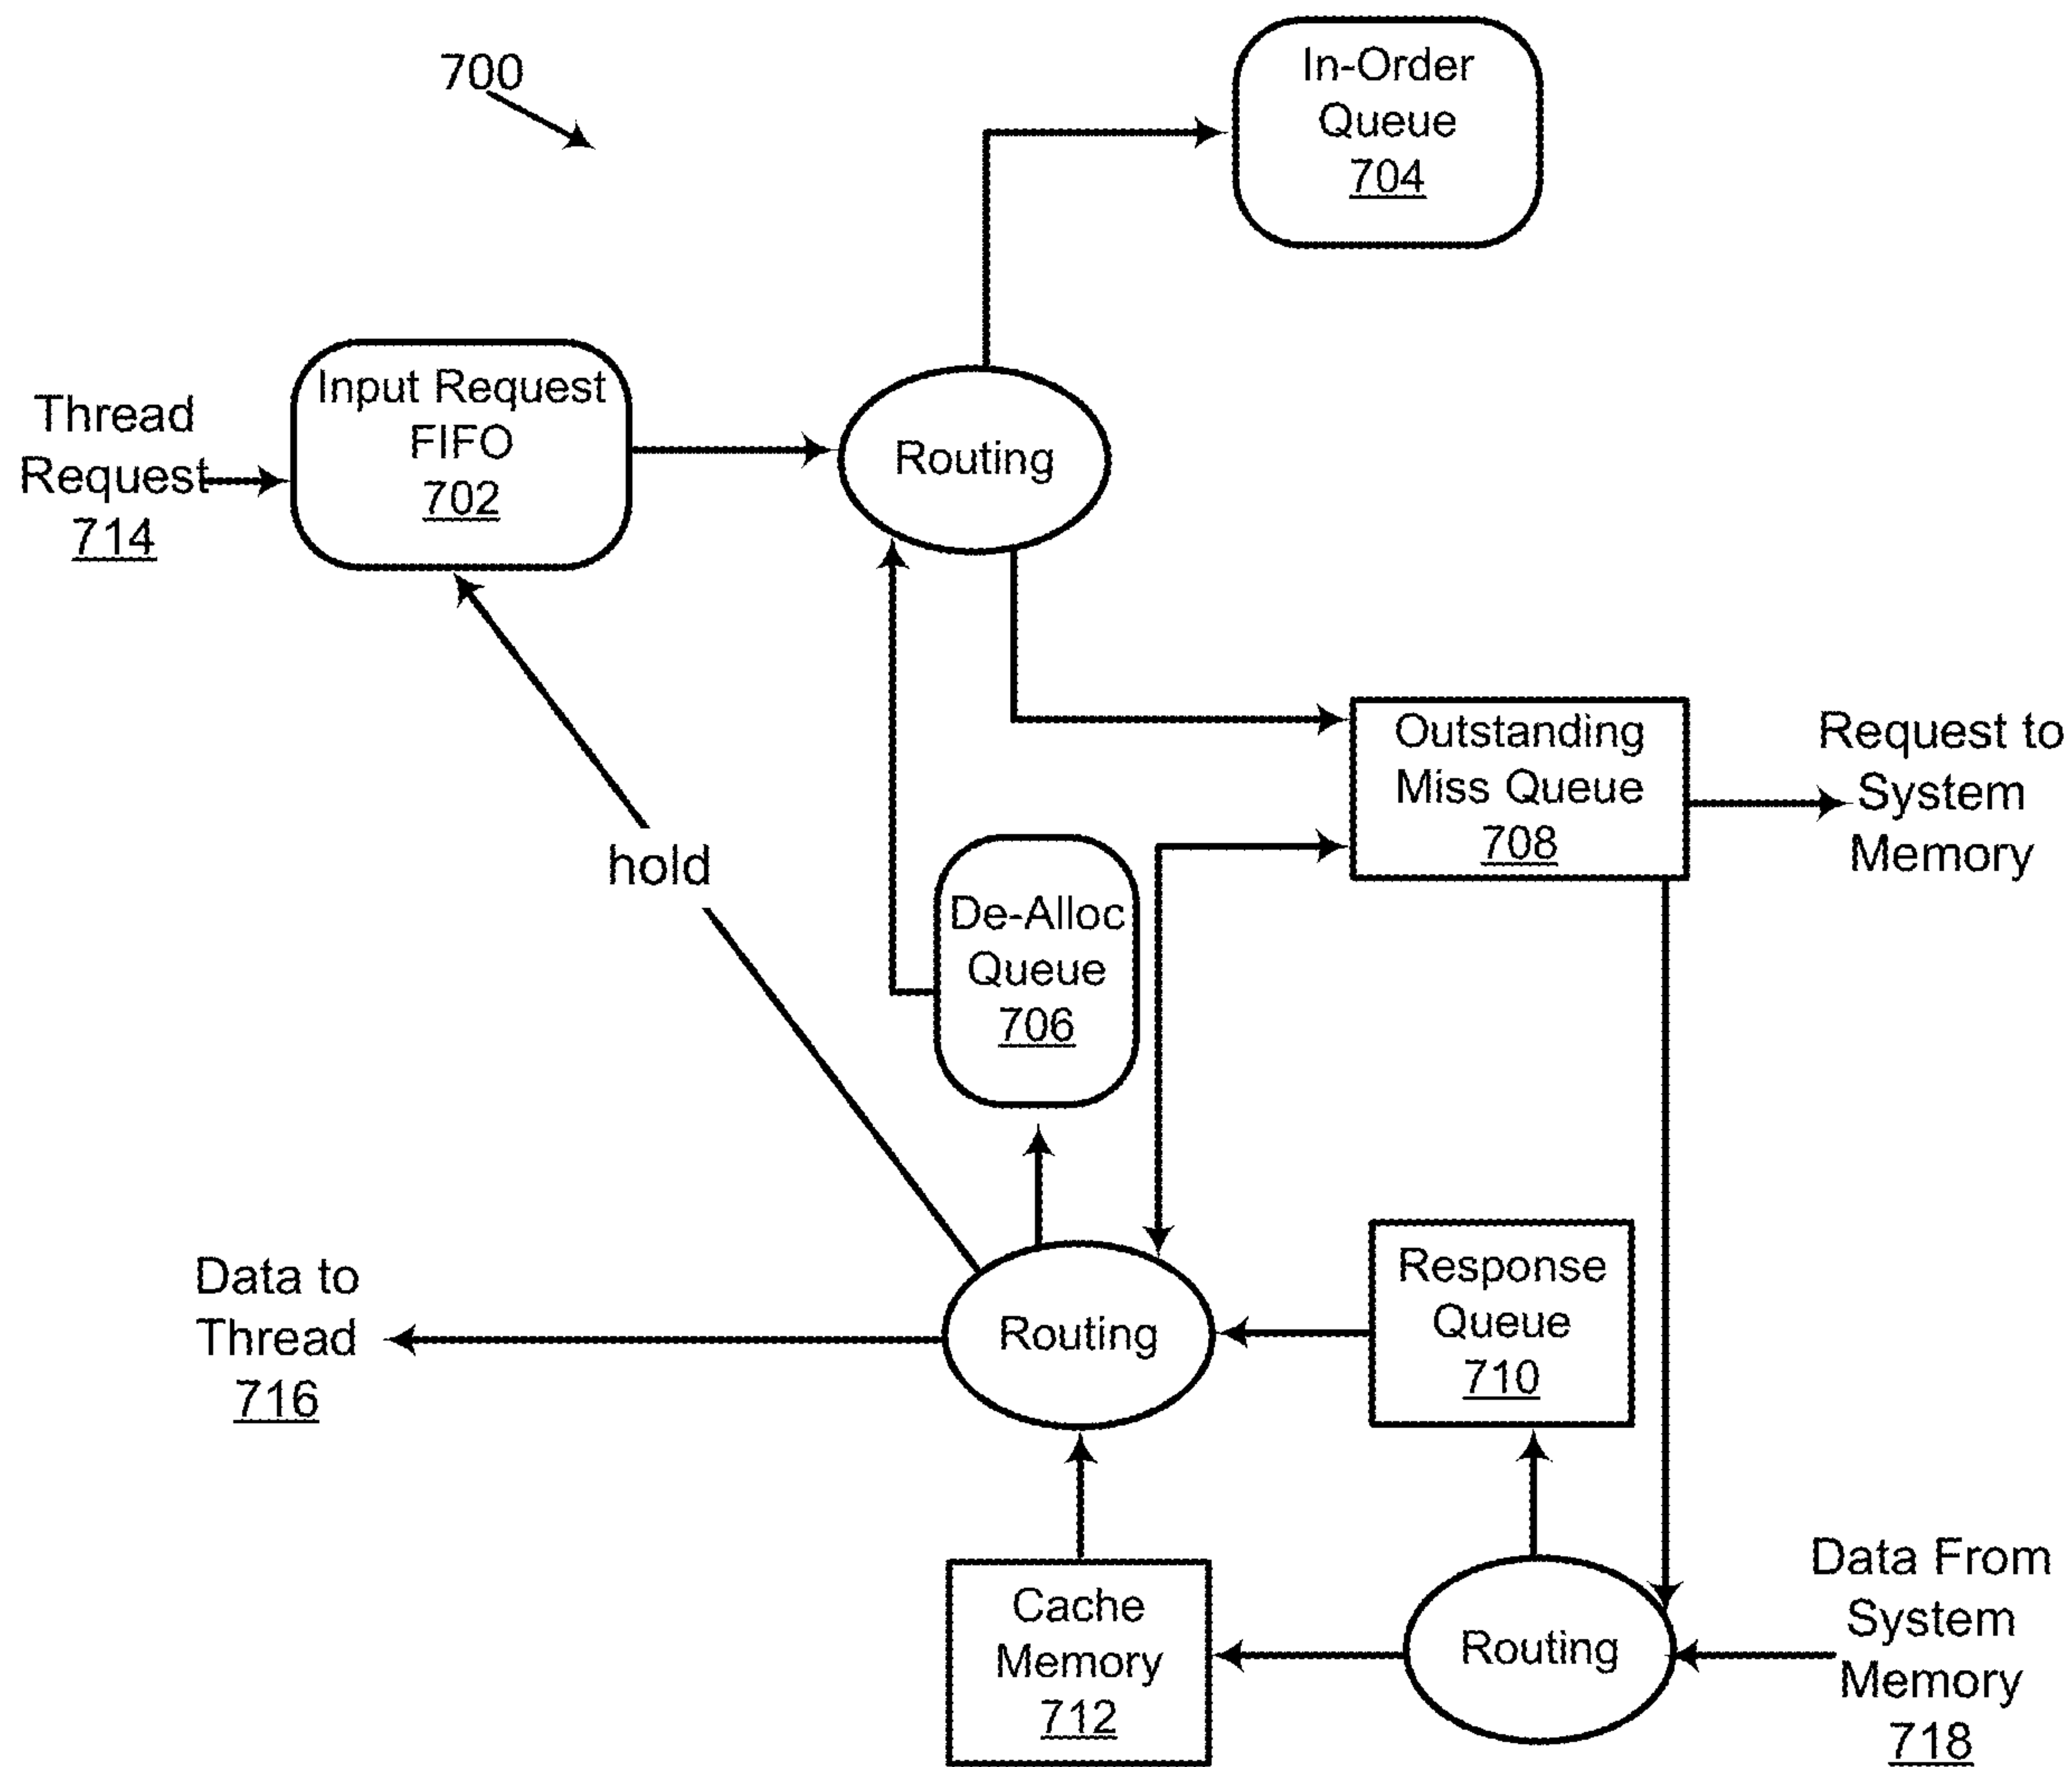 700
In-Order
Queue
704
Thread
Request
714
Input Request
FIFO
702
Routing
Outstanding
Miss Queue
708
Request to
System
Memory
hold
De-Alloc
Queue
706
Data to
Thread
716
Routing
Response
Queue
710
Cache
Memory
712
Routing
Data From
System
Memory
718